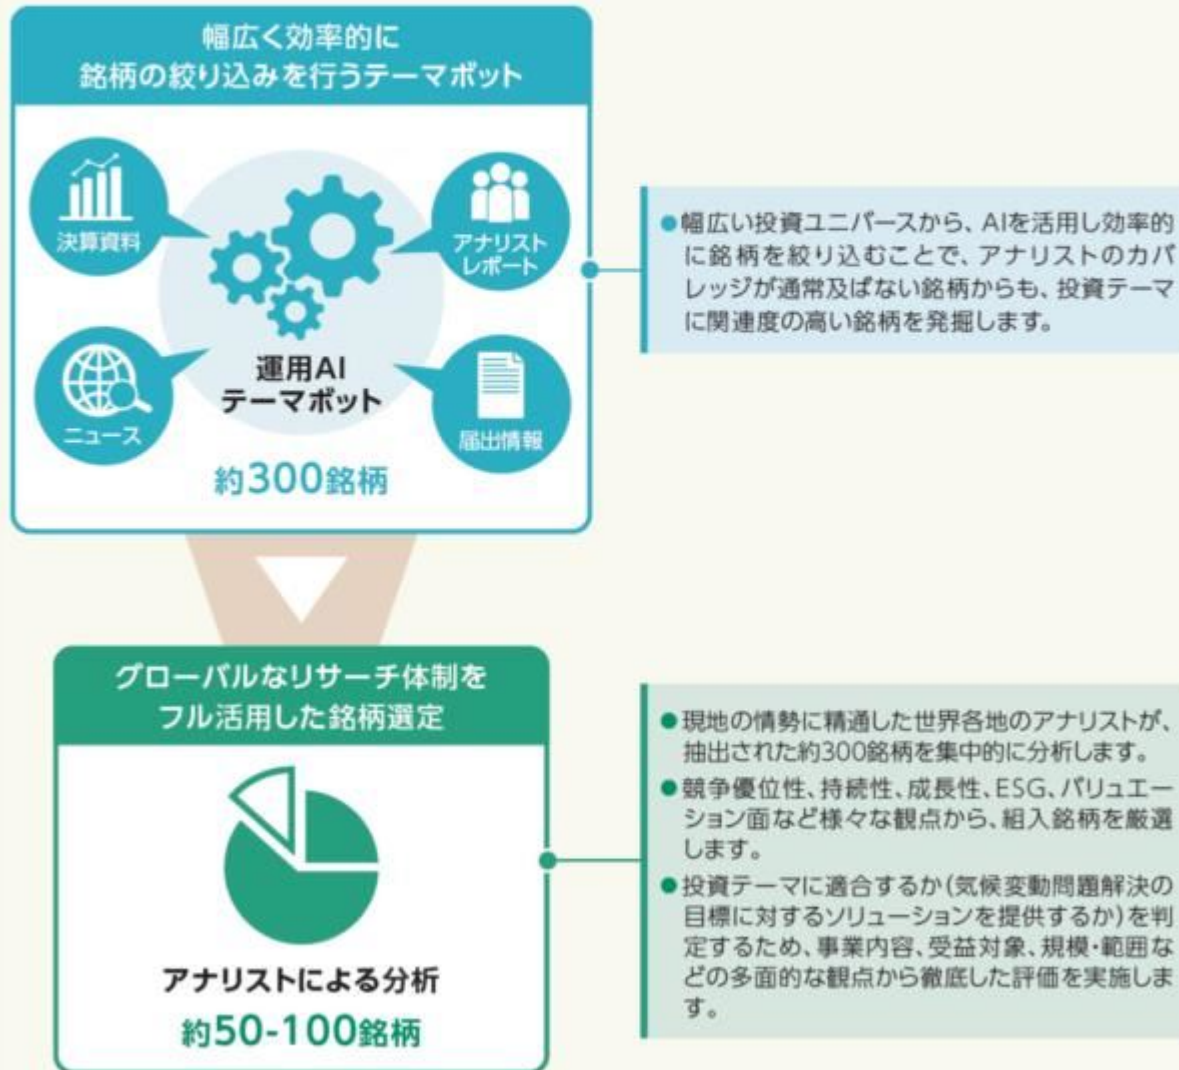 幅広く効率的に
銘柄の絞り込みを行うテーマボット
決算資料
アナリスト
レポート
運用AI
テーマボット
ニュース
届出情報
約300銘柄
●幅広い投資ユニバースから、AIを活用し効率的
に銘柄を絞り込むことで、アナリストのカバ
レッジが通常及ばない銘柄からも、投資テーマ
に関連度の高い銘柄を発掘します。
グローバルなリサーチ体制を
フル活用した銘柄選定
アナリストによる分析
約50-100銘柄
●現地の情勢に精通した世界各地のアナリストが、
抽出された約300銘柄を集中的に分析します。
●競争優位性、持続性、成長性、ESG、バリュエー
ション面など様々な観点から、組入銘柄を厳選
します。
●投資テーマに適合するか(気候変動問題解決の
目標に対するソリューションを提供するか)を判
定するため、事業内容、受益対象、規模・範囲な
どの多面的な観点から徹底した評価を実施しま
す。